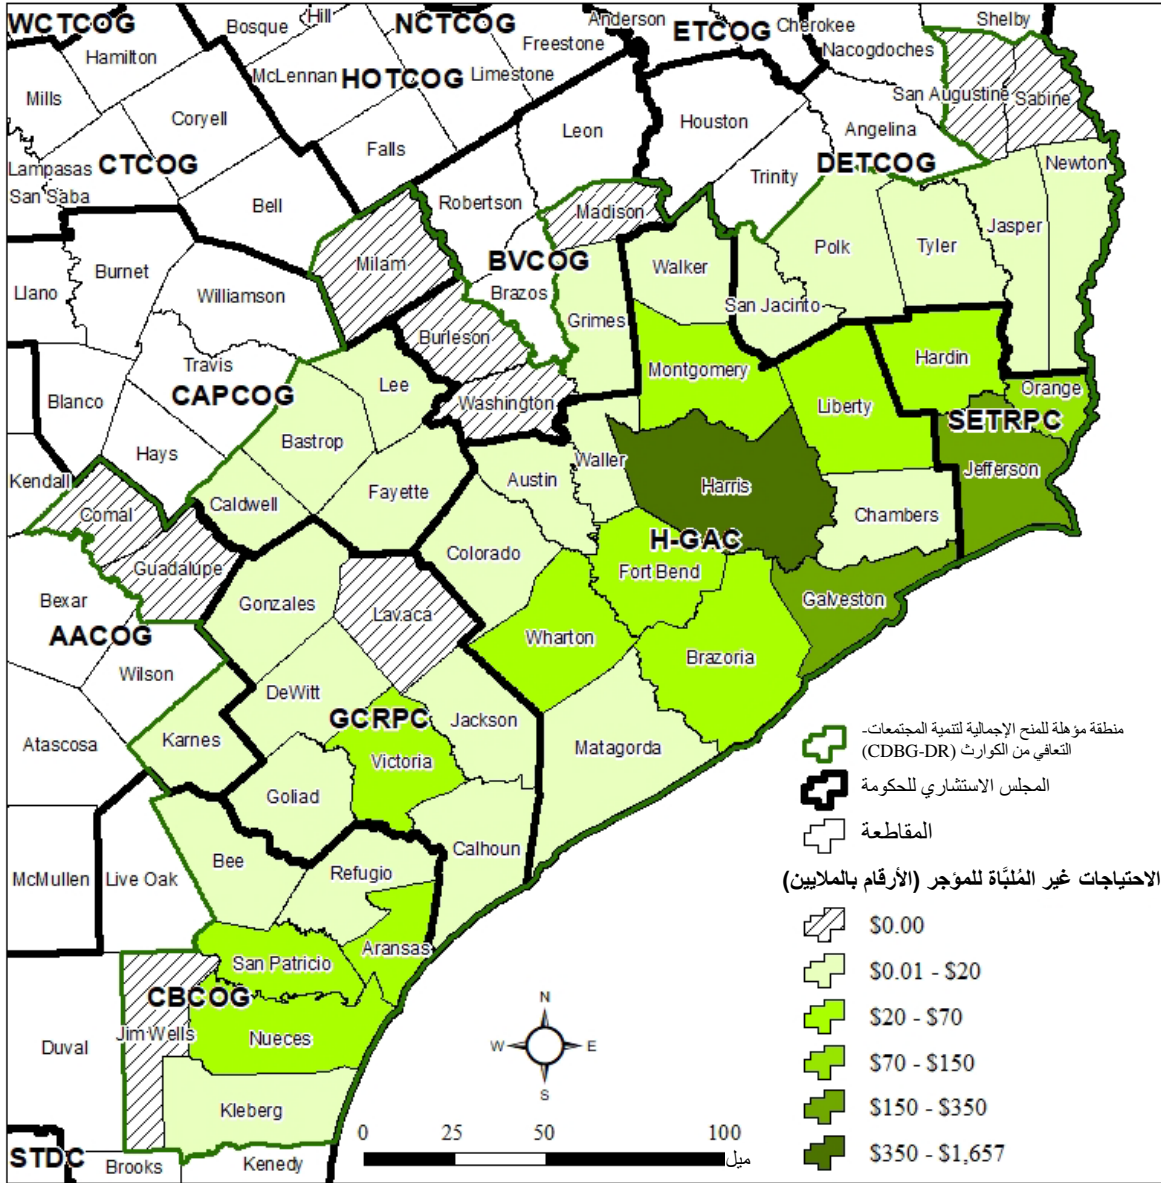 WCTCOG
Bosque
Hill
NCTCOG
Anderson
ETCOG
Cherokee
Shelby
Hamilton
Freestone
Nacogdoches
McLennan
HOTCOG
Limestone
Mills
Coryell
Leon
Houston
San Augustine
Sabine
Angelina
Falls
Lampasas
CTCOG
DETCOG
Newton
San Saba
Bell
Robertson
Madison
Trinity
Jasper
Burnet
Milam
BVCOG
Walker
Polk
Tyler
Llano
Williamson
Brazos
San Jacinto
Grimes
Burleson
Travis
Montgomery
Hardin
Blanco
CAPCOG
Lee
Washington
Liberty
Orange
Bastrop
SETRPC
Hays
Waller
Jefferson
Kendall
Austin
Caldwell
Fayette
Harris
Comal
Chambers
H-GAC
Colorado
Guadalupe
Fort Bend
Bexar
Gonzales
Lavaca
Galveston
AACOG
Wharton
Brazoria
Wilson
DeWitt
GCRPC
Jackson
Atascosa
Karnes
Victoria
Matagorda
Goliad
Calhoun
Bee
Refugio
McMullen
Live Oak
Aransas
San Patricio
CBCOG
Jim Wells
Nueces
Duval
Kleberg
STDC
Brooks
Kenedy
N
W
E
S
0
25
50
100
ميل
منطقة مؤهلة للمنح الإجمالية لتنمية المجتمعات-
التعافي من الكوارث (CDBG-DR)
المجلس الاستشاري للحكومة
المقاطعة
الاحتياجات غير المُلبَّاة للمؤجر (الأرقام بالملايين)
$0.00
$0.01 - $20
$20 - $70
$70 - $150
$150 - $350
$350 - $1,657